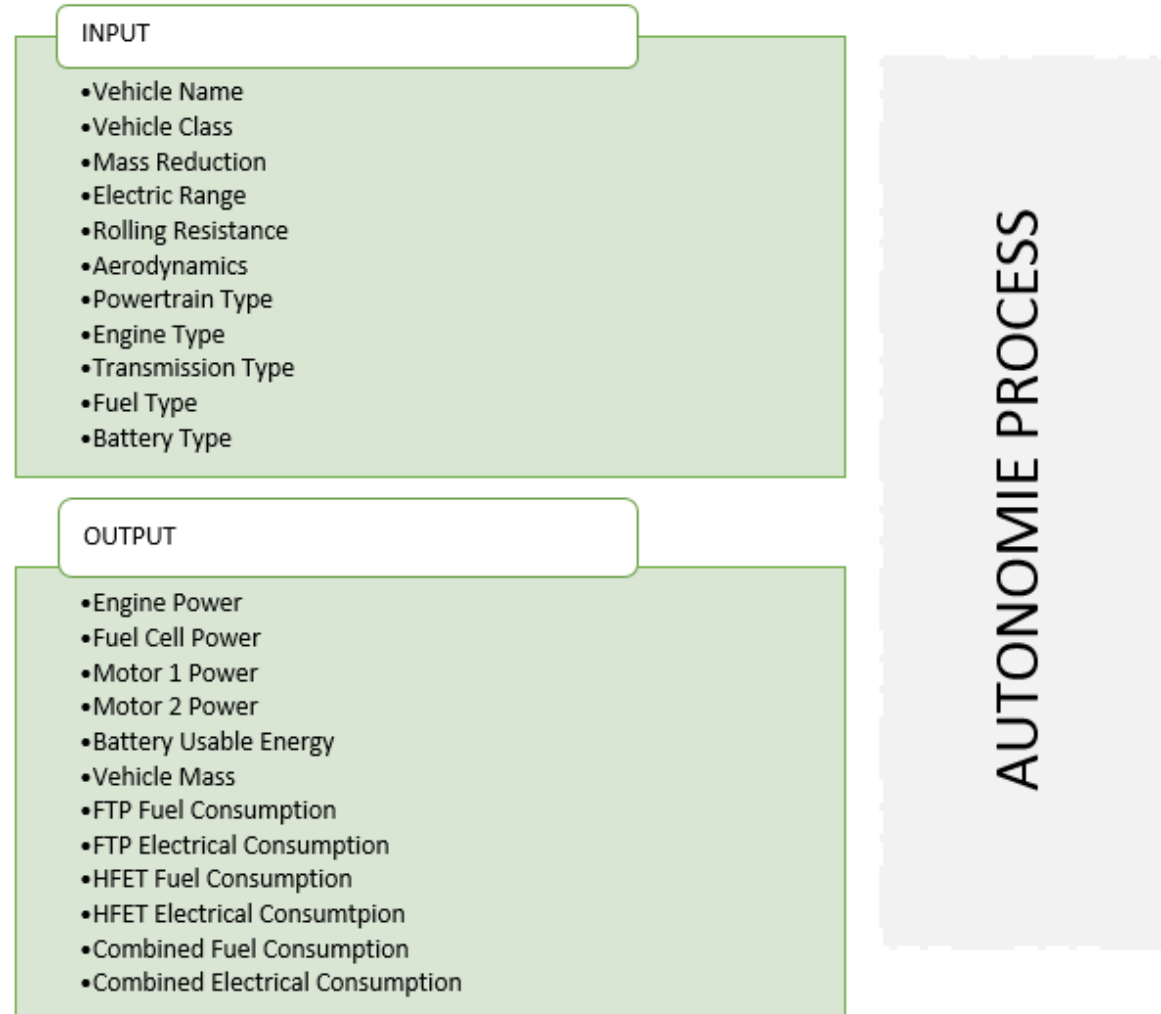 INPUT
•Vehicle Name
•Vehicle Class
•Mass Reduction
•Electric Range
•Rolling Resistance
•Aerodynamics
•Powertrain Type
•Engine Type
•Transmission Type
•Fuel Type
•Battery Type
OUTPUT
•Engine Power
•Fuel Cell Power
•Motor 1 Power
•Motor 2 Power
•Battery Usable Energy
•Vehicle Mass
•FTP Fuel Consumption
•FTP Electrical Consumption
•HFET Fuel Consumption
•HFET Electrical Consumtpion
•Combined Fuel Consumption
•Combined Electrical Consumption
AUTONOMIE PROCESS